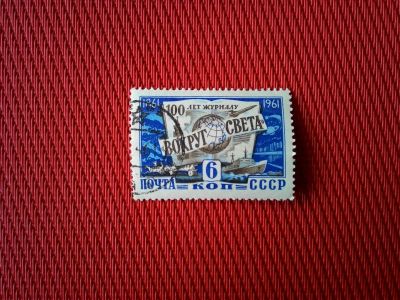 1861 1961
100 ЛЕТ ЖУРНАЛУ
ВОКРУГ СВЕТА
ПОЧТА 6 КОП СССР